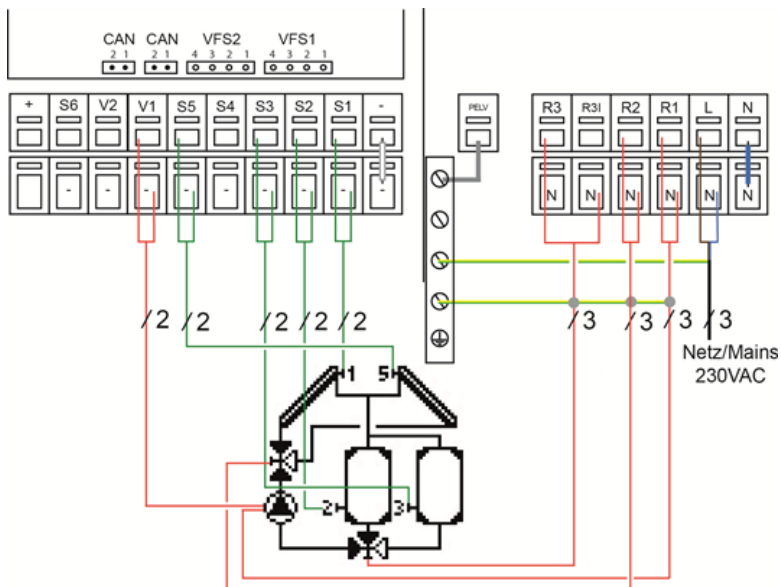 CAN CAN VFS2 VFS1
2 1 2 1 4 3 2 1 4 3 2 1
+ S6 V2 V1 S5 S4 S3 S2 S1 - PELV R3 R3I R2 R1 L N
- - - - - - - - - N N N N N N
/2 /2 /2 /2 /2 /3 /3 /3 /3
Netz/Mains
230VAC
1 5
2 3